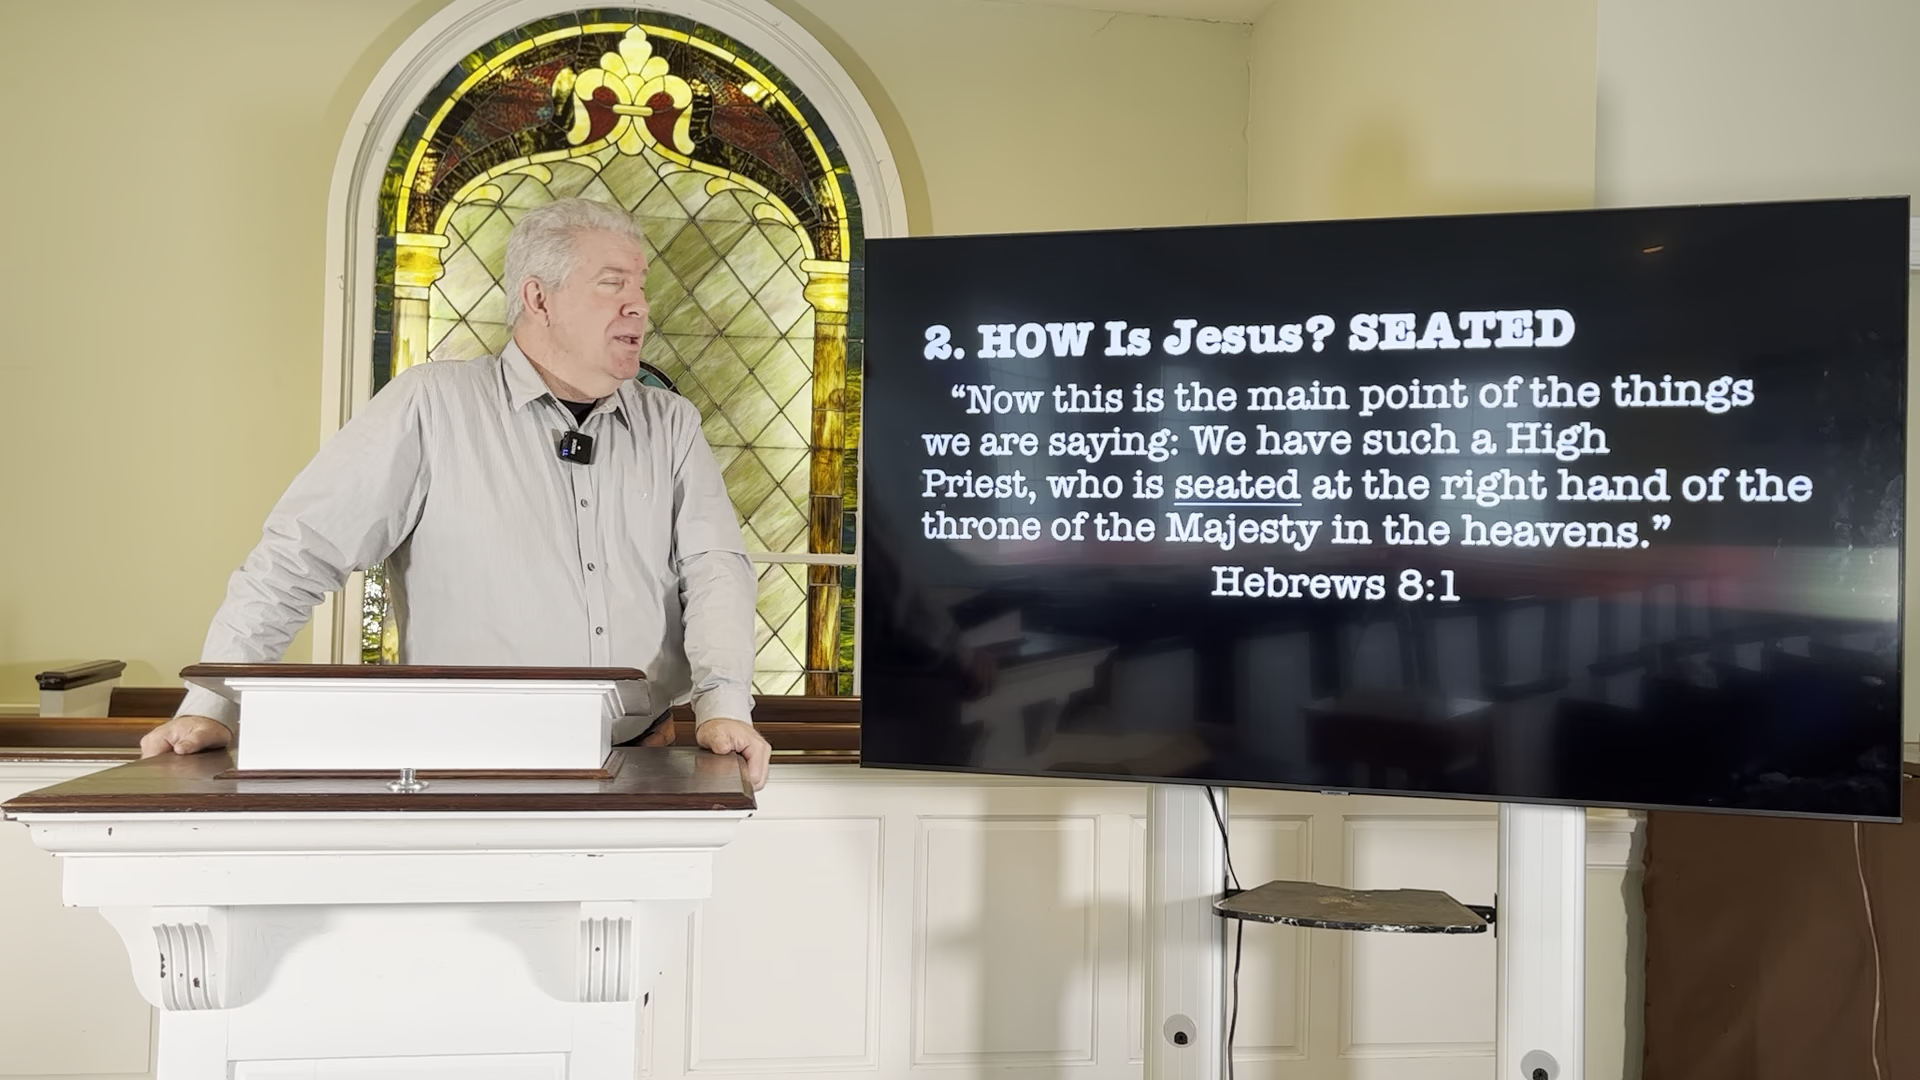 2. HOW Is Jesus? SEATED
“Now this is the main point of the things
we are saying: We have such a High
Priest, who is seated at the right hand of the
throne of the Majesty in the heavens.”
Hebrews 8:1